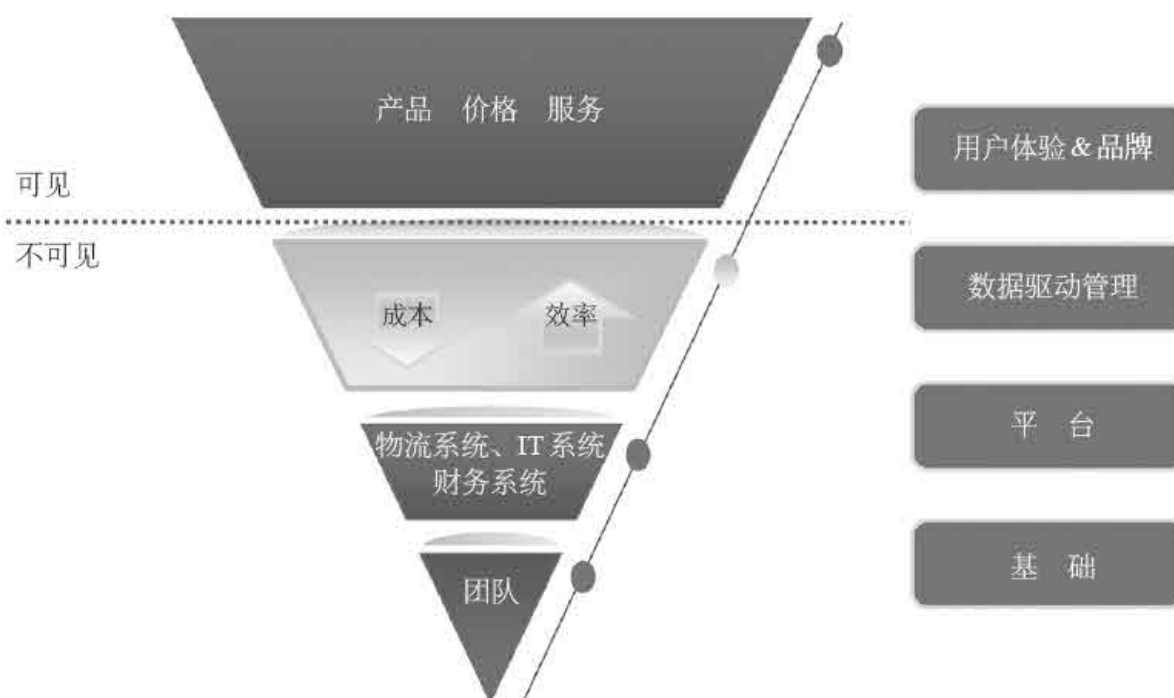 产品 价格 服务
用户体验&品牌
可见
不可见
数据驱动管理
成本
效率
物流系统、IT系统
财务系统
平 台
团队
基 础